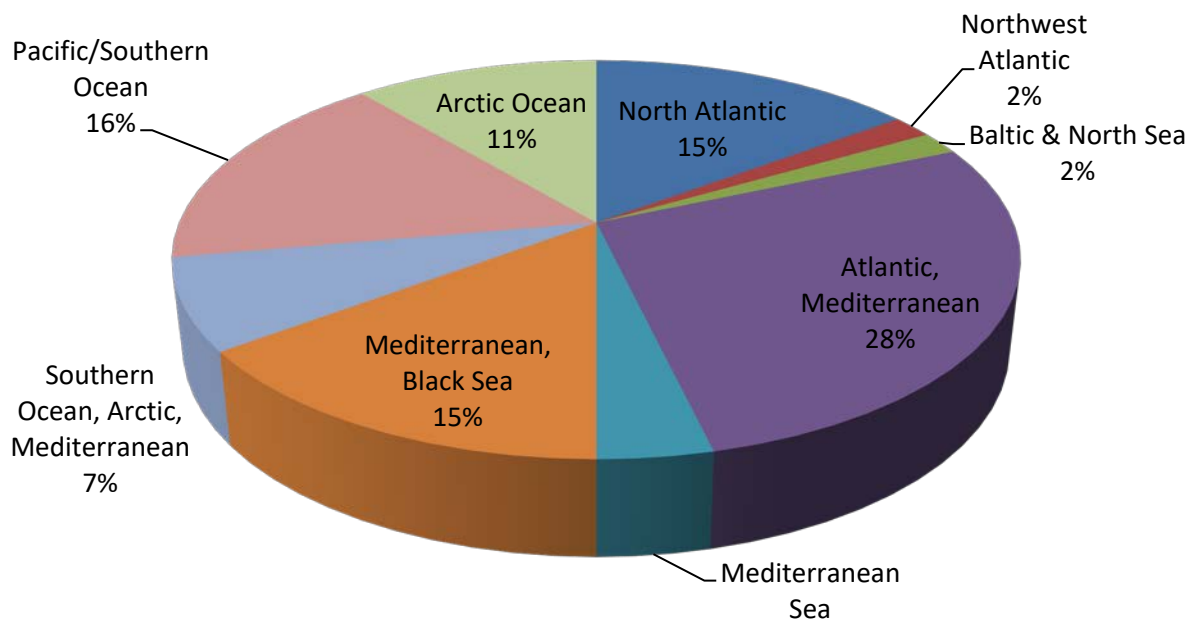 Northwest
Atlantic
2%
Pacific/Southern
Ocean
16%
Arctic Ocean
11%
North Atlantic
15%
Baltic & North Sea
2%
Atlantic,
Mediterranean
28%
Mediterranean,
Black Sea
15%
Southern
Ocean, Arctic,
Mediterranean
7%
Mediterranean
Sea